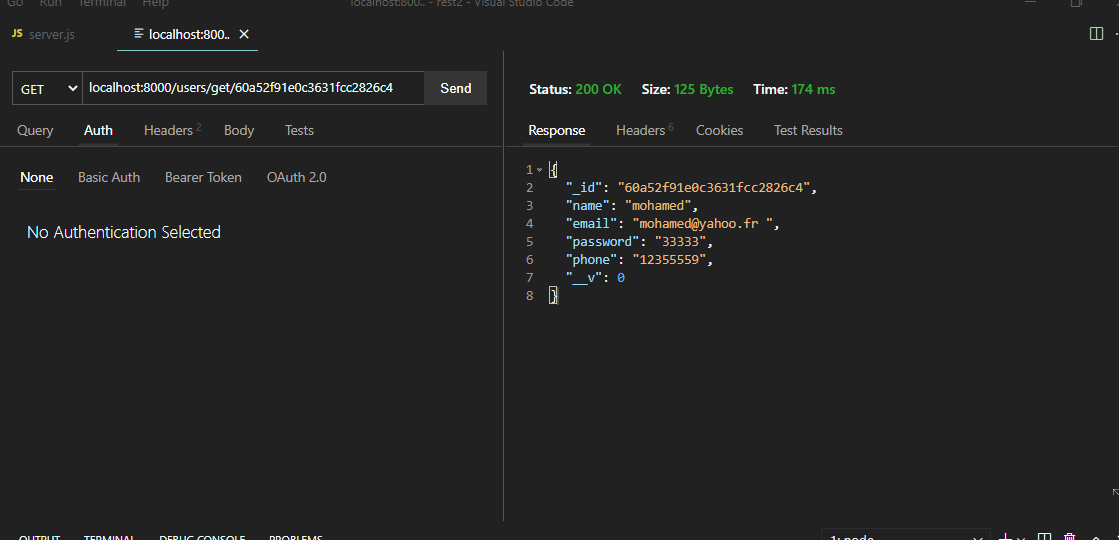 Go Run Terminal Help localhost:800.. - rest2 - Visual Studio Code
JS server.js localhost:800..
GET localhost:8000/users/get/60a52f91e0c3631fcc2826c4 Send
Query Auth Headers 2 Body Tests
None Basic Auth Bearer Token OAuth 2.0
No Authentication Selected
Status: 200 OK Size: 125 Bytes Time: 174 ms
Response Headers 6 Cookies Test Results
1 {
2 "_id": "60a52f91e0c3631fcc2826c4",
3 "name": "mohamed",
4 "email": "mohamed@yahoo.fr ",
5 "password": "33333",
6 "phone": "12355559",
7 "__v": 0
8 }
OUTPUT TERMINAL DEBUG CONSOLE PROBLEMS 1: node